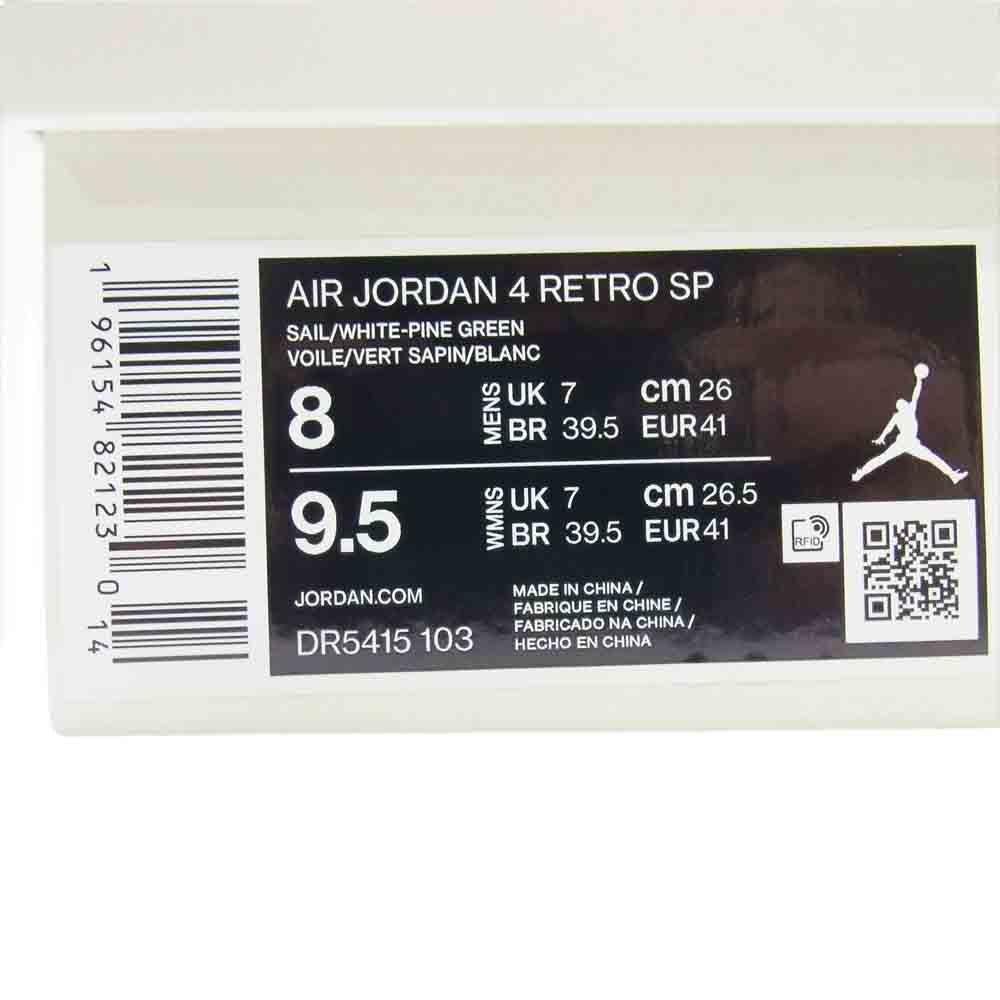 1 96154 82123 0 14
AIR JORDAN 4 RETRO SP
SAIL/WHITE-PINE GREEN
VOILE/VERT SAPIN/BLANC
8 MENS UK 7 cm 26
BR 39.5 EUR 41
9.5 WMNS UK 7 cm 26.5
BR 39.5 EUR 41
RFID
JORDAN.COM
DR5415 103
MADE IN CHINA /
FABRIQUE EN CHINE /
FABRICADO NA CHINA /
HECHO EN CHINA